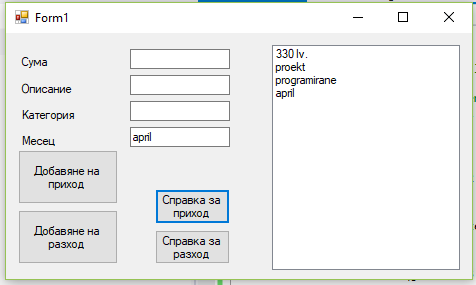 Form1
Сума
Описание
Категория
Месец
april
Добавяне на
приход
Добавяне на
разход
Справка за
приход
Справка за
разход
330 lv.
proekt
programirane
april